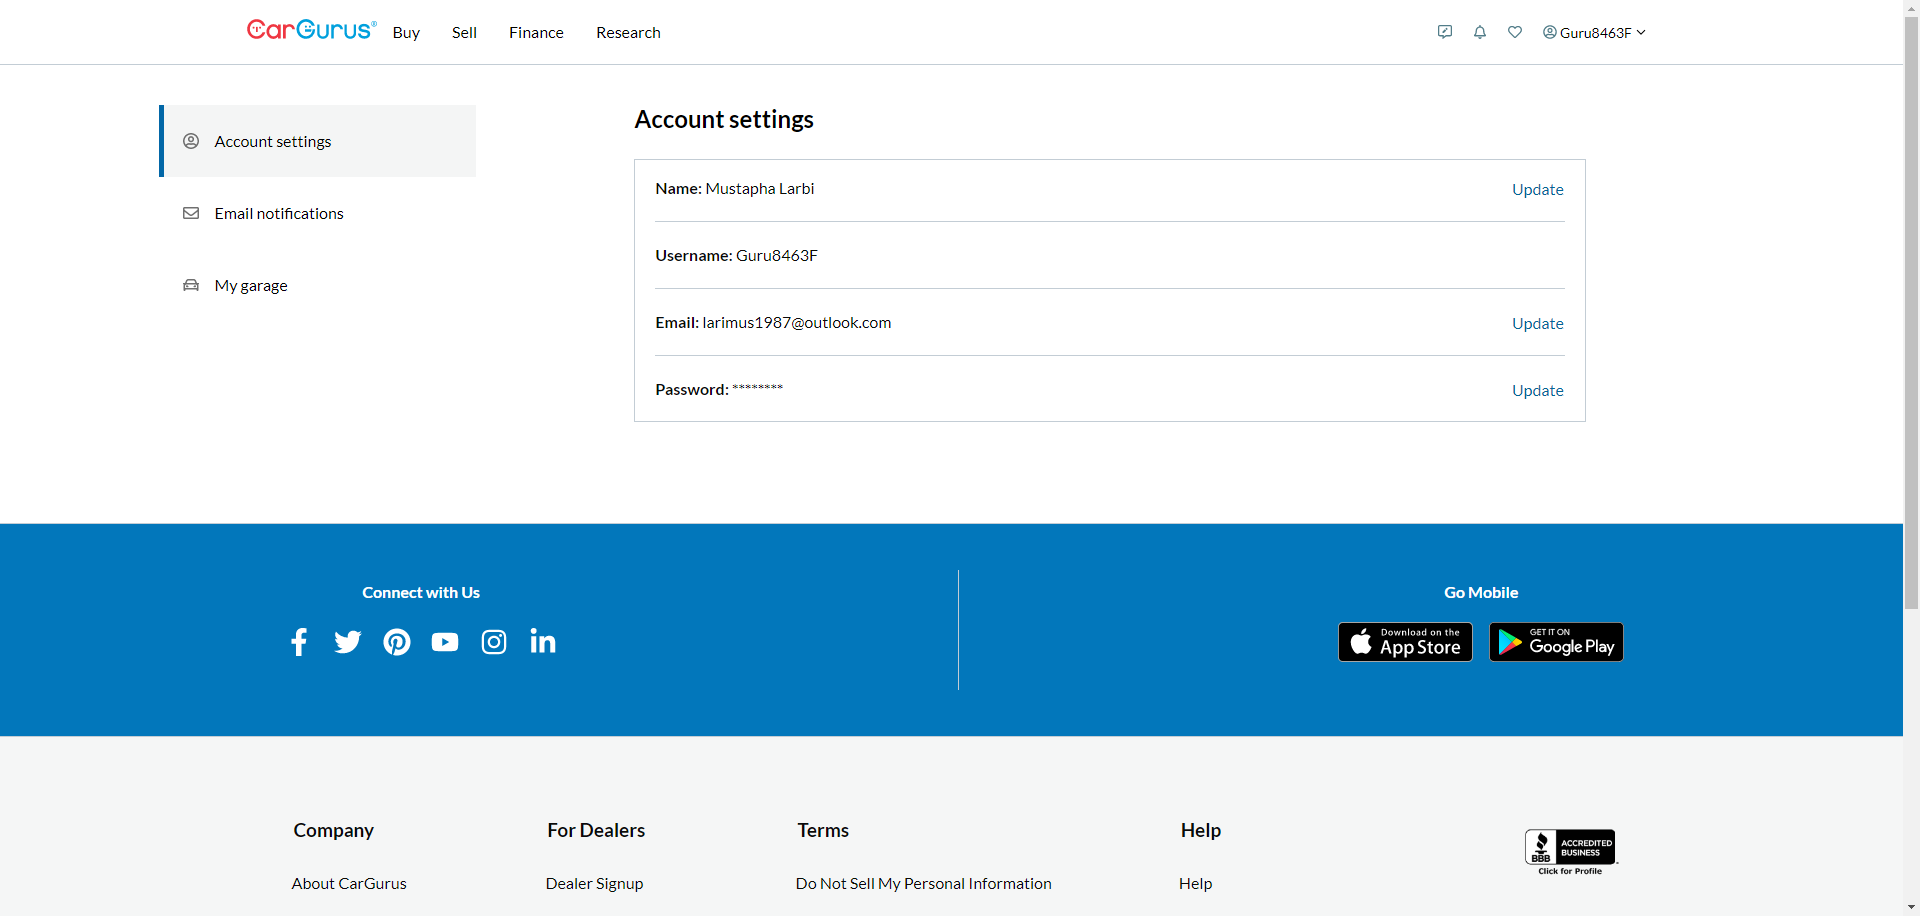 CarGurus®
Buy
Sell
Finance
Research
Guru8463F
Account settings
Email notifications
My garage
Account settings
Name: Mustapha Larbi
Update
Username: Guru8463F
Email: larimus1987@outlook.com
Update
Password: ********
Update
Connect with Us
Go Mobile
Download on the
App Store
GET IT ON
Google Play
Company
For Dealers
Terms
Help
About CarGurus
Dealer Signup
Do Not Sell My Personal Information
Help
BBB
ACCREDITED
BUSINESS
Click for Profile